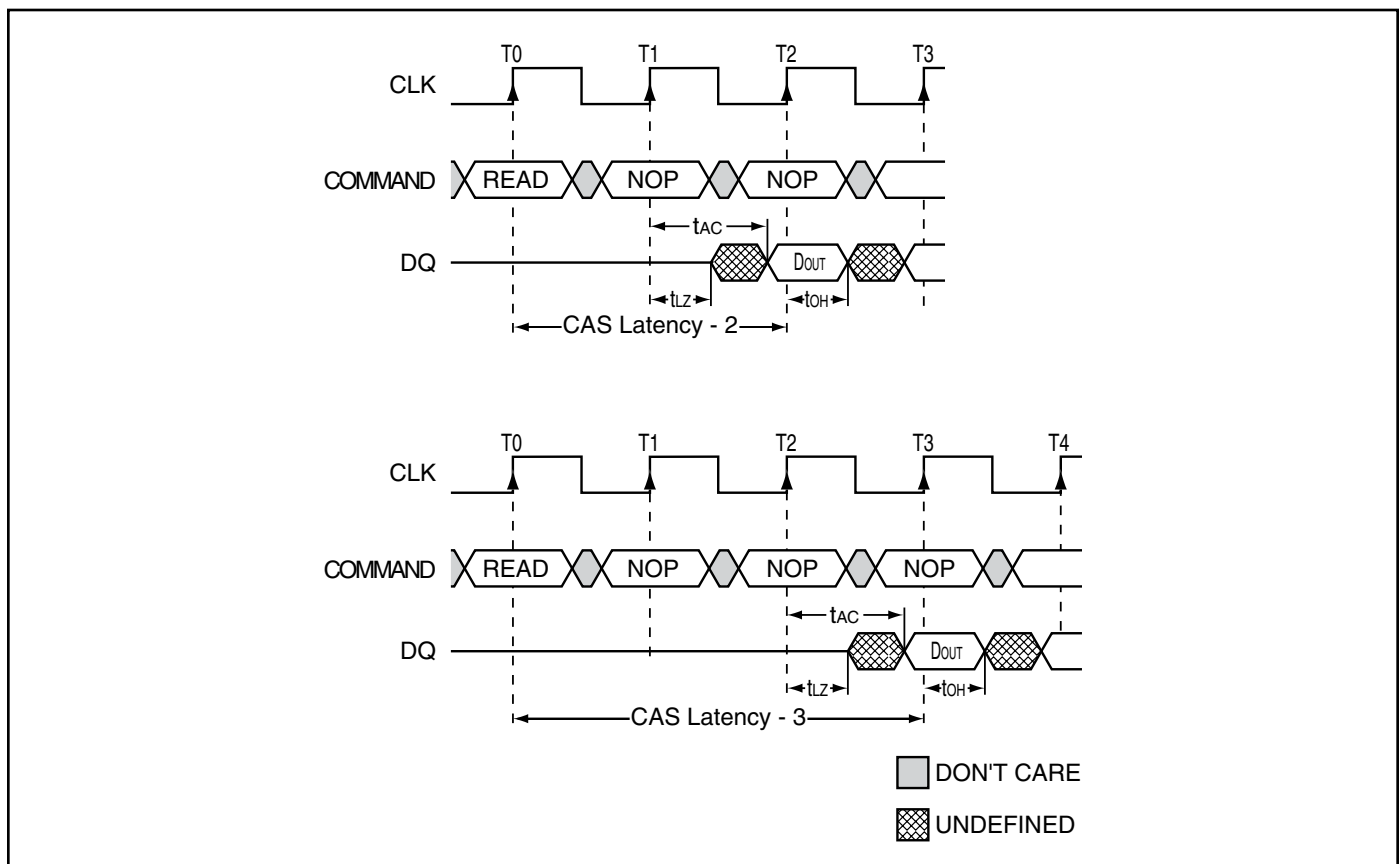 T0 T1 T2 T3
CLK
COMMAND READ NOP NOP
tAC
DQ DOUT
tLZ tOH
CAS Latency - 2
T0 T1 T2 T3 T4
CLK
COMMAND READ NOP NOP NOP
tAC
DQ DOUT
tLZ tOH
CAS Latency - 3
DON'T CARE
UNDEFINED